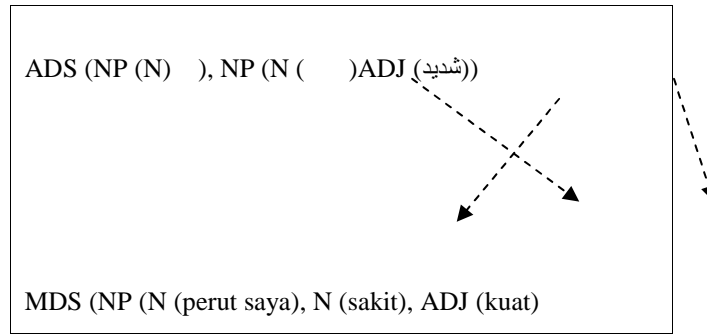 ADS (NP (N) ), NP (N ( )ADJ (شديد))
MDS (NP (N (perut saya), N (sakit), ADJ (kuat)